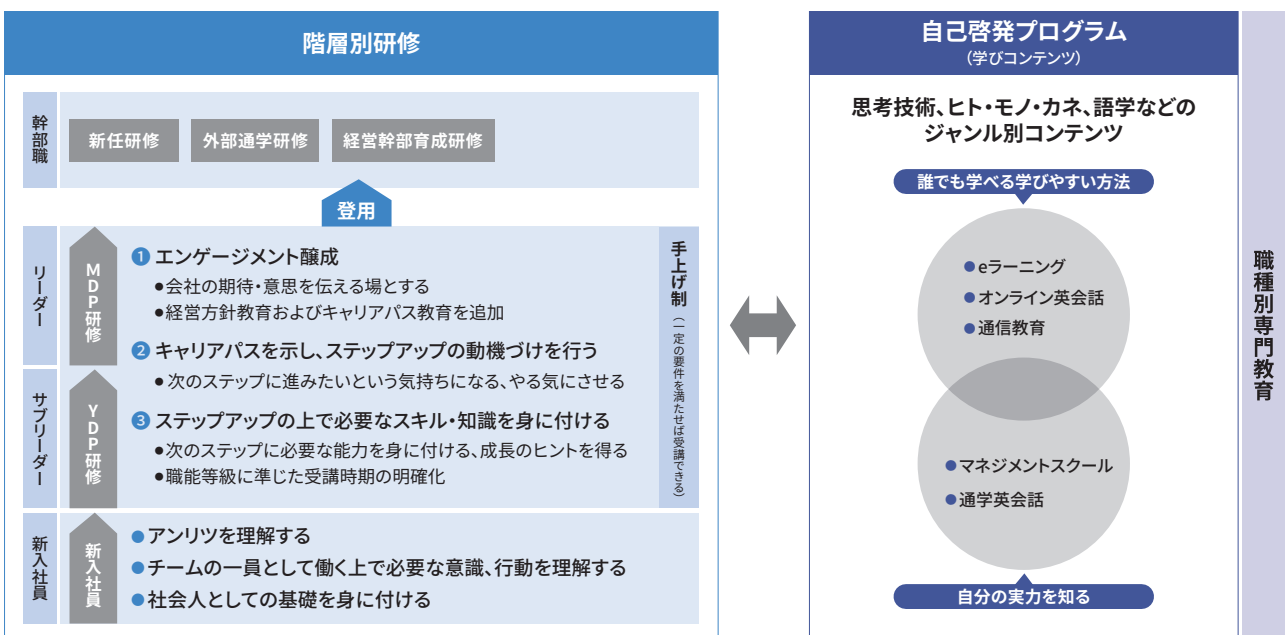 階層別研修
幹部職
新任研修
外部通学研修
経営幹部育成研修
登用
リーダー
MDP研修
サブリーダー
YDP研修
❶ エンゲージメント醸成
●会社の期待・意思を伝える場とする
●経営方針教育およびキャリアパス教育を追加
❷ キャリアパスを示し、ステップアップの動機づけを行う
●次のステップに進みたいという気持ちになる、やる気にさせる
❸ ステップアップの上で必要なスキル・知識を身に付ける
●次のステップに必要な能力を身に付ける、成長のヒントを得る
●職能等級に準じた受講時期の明確化
手上げ制（一定の要件を満たせば受講できる）
新入社員
新入社員
●アンリツを理解する
●チームの一員として働く上で必要な意識、行動を理解する
●社会人としての基礎を身に付ける
自己啓発プログラム
（学びコンテンツ）
思考技術、ヒト・モノ・カネ、語学などの
ジャンル別コンテンツ
誰でも学べる学びやすい方法
●eラーニング
●オンライン英会話
●通信教育
●マネジメントスクール
●通学英会話
自分の実力を知る
職種別専門教育